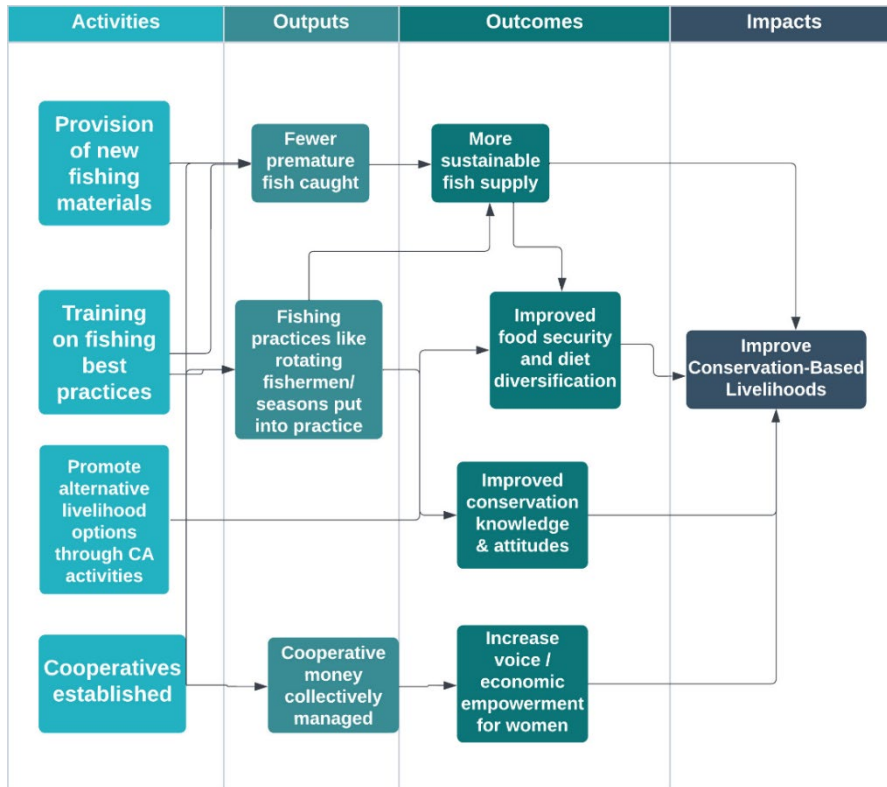 Activities
Outputs
Outcomes
Impacts
Provision
of new
fishing
materials
Fewer
premature
fish caught
More
sustainable
fish supply
Training
on fishing
best
practices
Fishing
practices like
rotating
fishermen/
seasons put
into practice
Improved
food security
and diet
diversification
Improve
Conservation-Based
Livelihoods
Promote
alternative
livelihood
options
through CA
activities
Improved
conservation
knowledge
& attitudes
Cooperatives
established
Cooperative
money
collectively
managed
Increase
voice /
economic
empowerment
for women